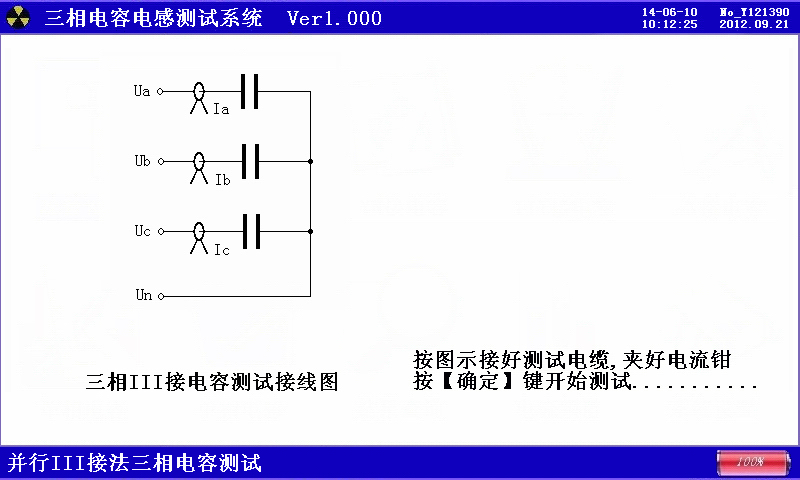 三相电容电感测试系统 Ver1.000
14-06-10 No_Y121390
10:12:25 2012.09.21
Ua
Ia
Ub
Ib
Uc
Ic
Un
三相III接电容测试接线图
按图示接好测试电缆,夹好电流钳
按【确定】键开始测试...........
并行III接法三相电容测试
100%